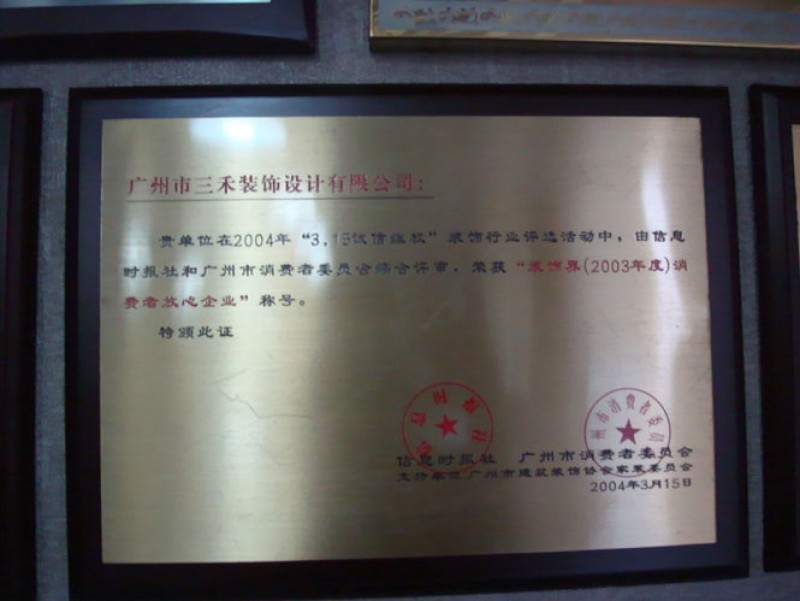 广州市三禾装饰设计有限公司:
贵单位在2004年“3.15诚信维权”装饰行业评选活动中，由信息
时报社和广州市消费者委员会综合评审，荣获“装饰界(2003年度)消
费者放心企业”称号。
特颁此证
信息时报社 广州市消费者委员会
支持单位 广州市建筑装饰协会家装委员会
2004年3月15日